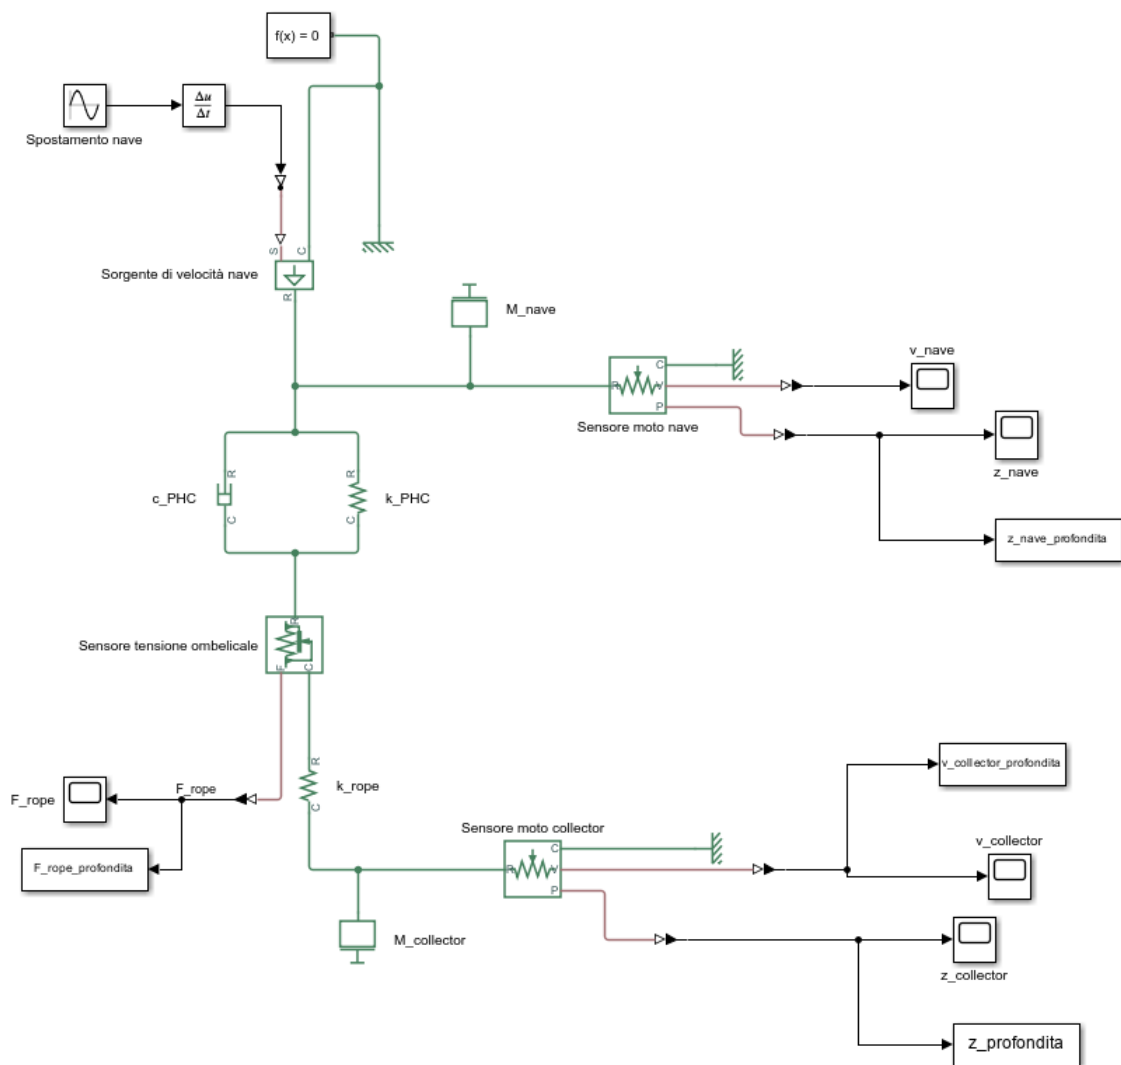 f(x) = 0
Δu
Δt
Spostamento nave
S
C
Sorgente di velocità nave
R
M_nave
v_nave
C
R
V
P
Sensore moto nave
z_nave
R
R
c_PHC
k_PHC
C
C
z_nave_profondita
R
Sensore tensione ombelicale
F
C
R
v_collector_profondita
k_rope
F_rope
F_rope
C
Sensore moto collector
v_collector
C
R
V
P
F_rope_profondita
M_collector
z_collector
z_profondita